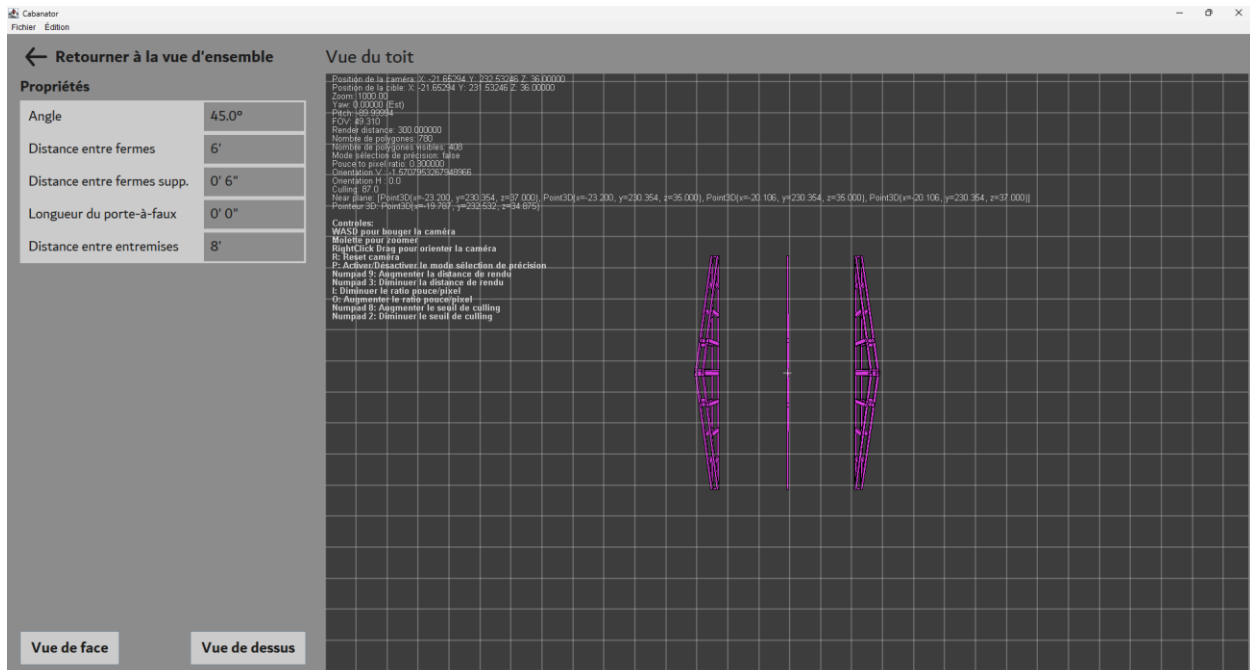 Cabanator
Fichier Édition
Retourner à la vue d'ensemble
Vue du toit
Propriétés
Angle 45.0°
Distance entre fermes 6'
Distance entre fermes supp. 0' 6"
Longueur du porte-à-faux 0' 0"
Distance entre entremises 8'
Position de la caméra: X: -21.65294 Y: 232.53246 Z: 36.00000
Position de la cible: X: -21.65294 Y: 231.53246 Z: 36.00000
Zoom: 1000.00
Yaw: 0.00000 (Est)
Pitch: -89.99994
FOV: 49.310
Render distance: 300.000000
Nombre de polygones: 780
Nombre de polygones visibles: 408
Mode sélection de précision: false
Pouce to pixel ratio: 0.300000
Orientation V : -1.5707953267948966
Orientation H : 0.0
Culling: 87.0
Near plane: [Point3D(x=-23.200, y=230.354, z=37.000), Point3D(x=-23.200, y=230.354, z=35.000), Point3D(x=-20.106, y=230.354, z=35.000), Point3D(x=-20.106, y=230.354, z=37.000)]
Pointeur 3D: Point3D(x=-19.787, y=232.532, z=34.875)
Controles:
WASD pour bouger la caméra
Molette pour zoomer
RightClick Drag pour orienter la caméra
R: Reset caméra
P: Activer/Désactiver le mode sélection de précision
Numpad 9: Augmenter la distance de rendu
Numpad 3: Diminuer la distance de rendu
I: Diminuer le ratio pouce/pixel
O: Augmenter le ratio pouce/pixel
Numpad 8: Augmenter le seuil de culling
Numpad 2: Diminuer le seuil de culling
Vue de face
Vue de dessus